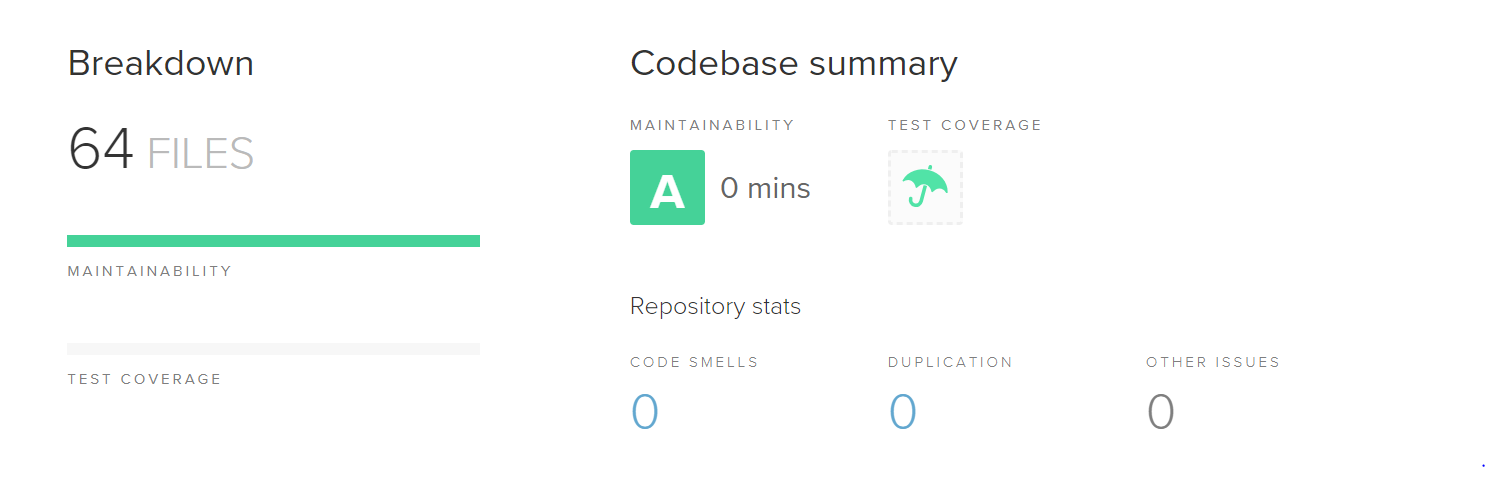 Breakdown
64 FILES
MAINTAINABILITY
TEST COVERAGE
Codebase summary
MAINTAINABILITY
A 0 mins
TEST COVERAGE
Repository stats
CODE SMELLS
0
DUPLICATION
0
OTHER ISSUES
0